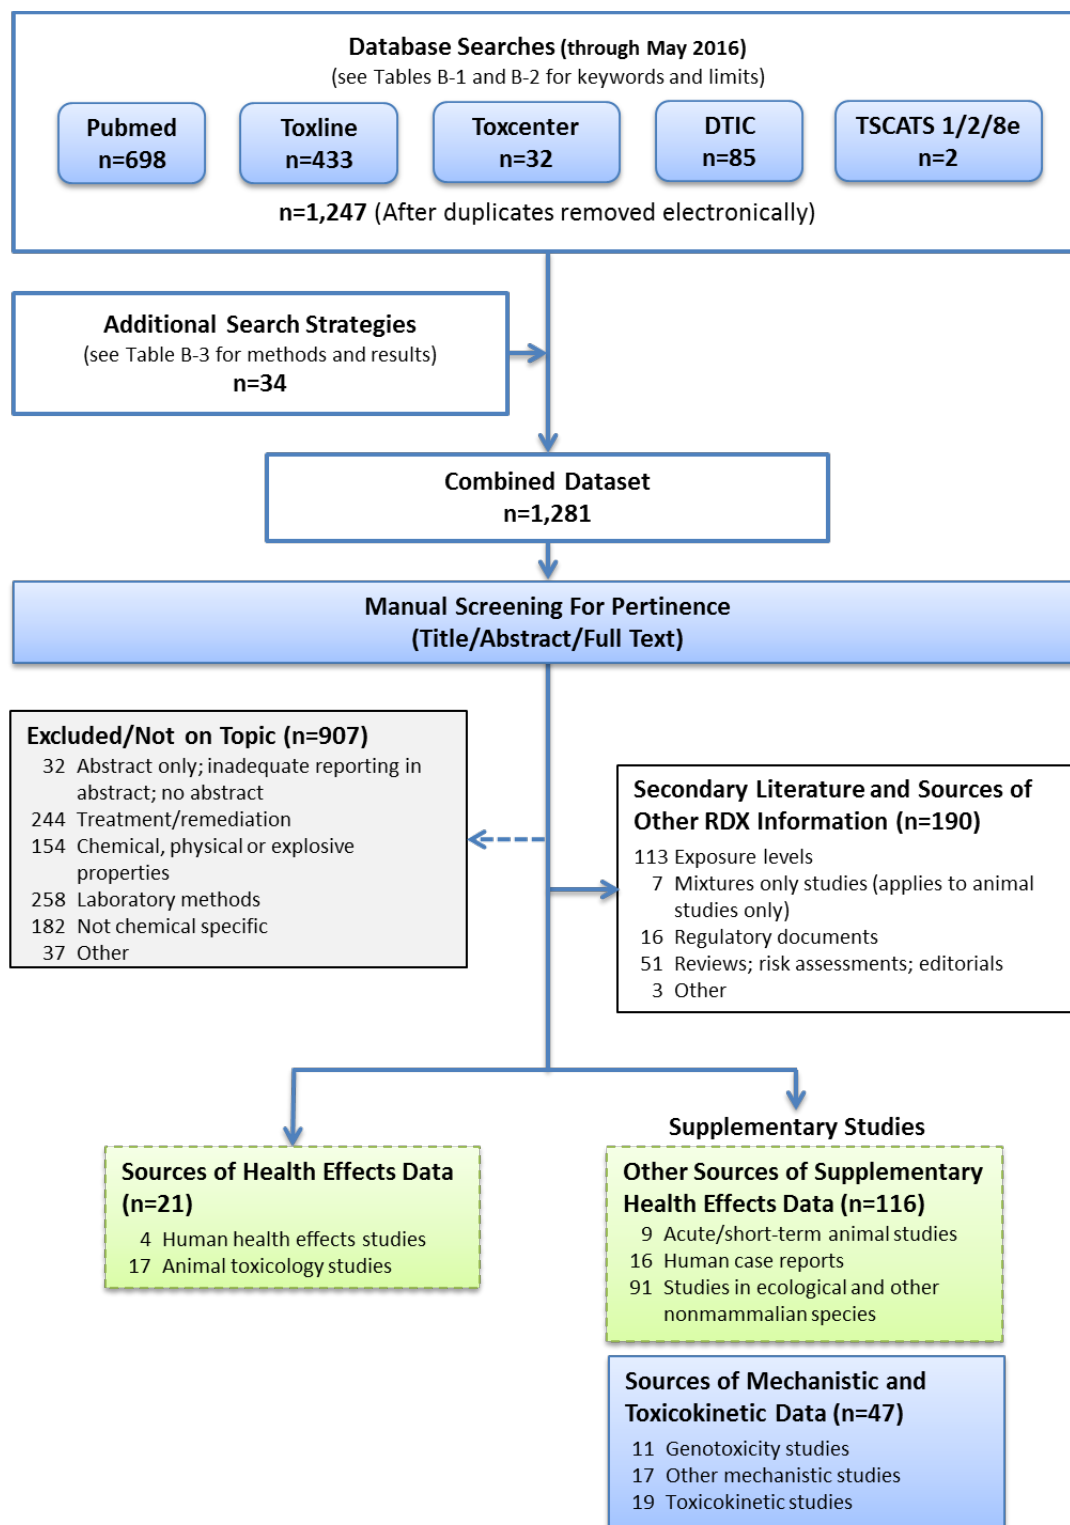 Database Searches (through May 2016)
(see Tables B-1 and B-2 for keywords and limits)
Pubmed
n=698
Toxline
n=433
Toxcenter
n=32
DTIC
n=85
TSCATS 1/2/8e
n=2
n=1,247 (After duplicates removed electronically)
Additional Search Strategies
(see Table B-3 for methods and results)
n=34
Combined Dataset
n=1,281
Manual Screening For Pertinence
(Title/Abstract/Full Text)
Excluded/Not on Topic (n=907)
32 Abstract only; inadequate reporting in
abstract; no abstract
244 Treatment/remediation
154 Chemical, physical or explosive
properties
258 Laboratory methods
182 Not chemical specific
37 Other
Secondary Literature and Sources of
Other RDX Information (n=190)
113 Exposure levels
7 Mixtures only studies (applies to animal
studies only)
16 Regulatory documents
51 Reviews; risk assessments; editorials
3 Other
Sources of Health Effects Data
(n=21)
4 Human health effects studies
17 Animal toxicology studies
Supplementary Studies
Other Sources of Supplementary
Health Effects Data (n=116)
9 Acute/short-term animal studies
16 Human case reports
91 Studies in ecological and other
nonmammalian species
Sources of Mechanistic and
Toxicokinetic Data (n=47)
11 Genotoxicity studies
17 Other mechanistic studies
19 Toxicokinetic studies